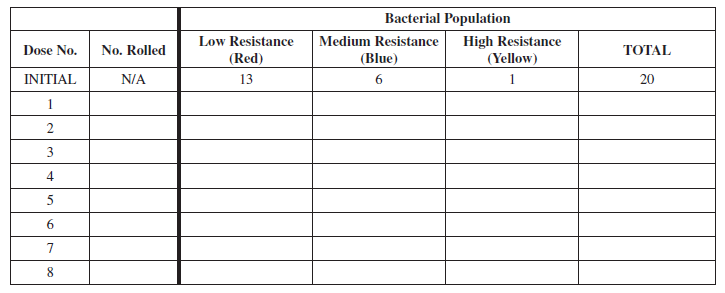 Bacterial Population
Dose No. No. Rolled Low Resistance (Red) Medium Resistance (Blue) High Resistance (Yellow) TOTAL
INITIAL N/A 13 6 1 20
1
2
3
4
5
6
7
8